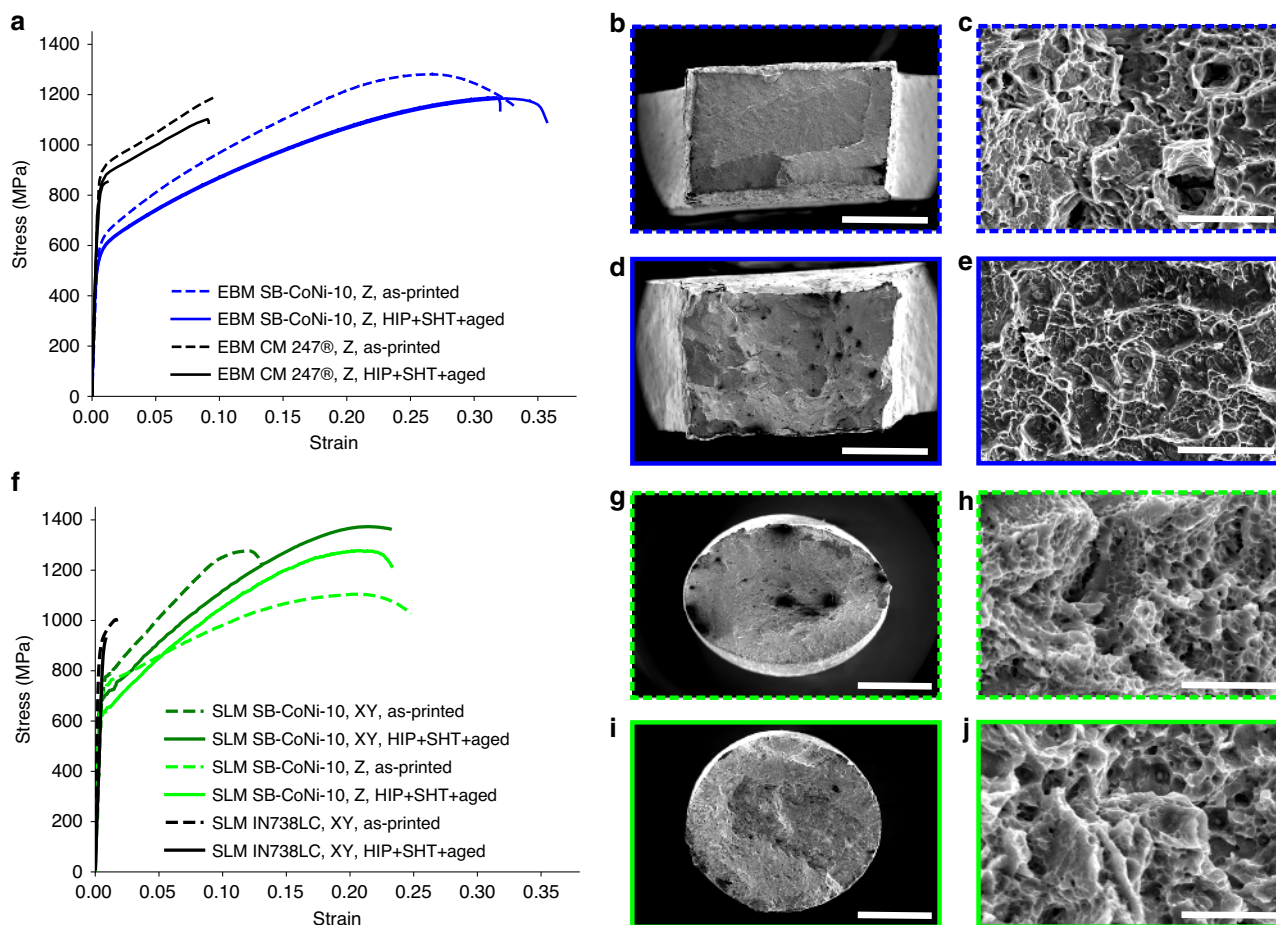 a
1400
1200
1000
800
600
400
200
0
Stress (MPa)
0.00 0.05 0.10 0.15 0.20 0.25 0.30 0.35
Strain
EBM SB-CoNi-10, Z, as-printed
EBM SB-CoNi-10, Z, HIP+SHT+aged
EBM CM 247®, Z, as-printed
EBM CM 247®, Z, HIP+SHT+aged
b
c
d
e
f
1400
1200
1000
800
600
400
200
0
Stress (MPa)
0.00 0.05 0.10 0.15 0.20 0.25 0.30 0.35
Strain
SLM SB-CoNi-10, XY, as-printed
SLM SB-CoNi-10, XY, HIP+SHT+aged
SLM SB-CoNi-10, Z, as-printed
SLM SB-CoNi-10, Z, HIP+SHT+aged
SLM IN738LC, XY, as-printed
SLM IN738LC, XY, HIP+SHT+aged
g
h
i
j